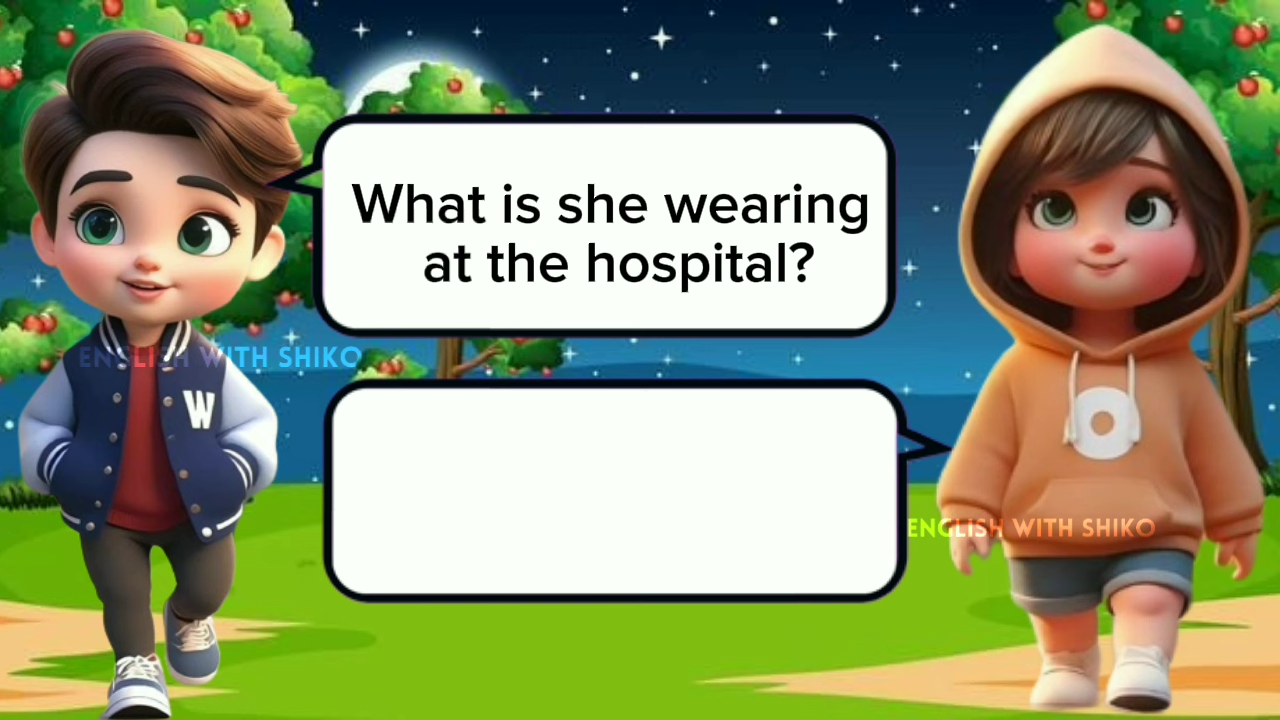 What is she wearing
at the hospital?
ENGLISH WITH SHIKO
W
ENGLISH WITH SHIKO